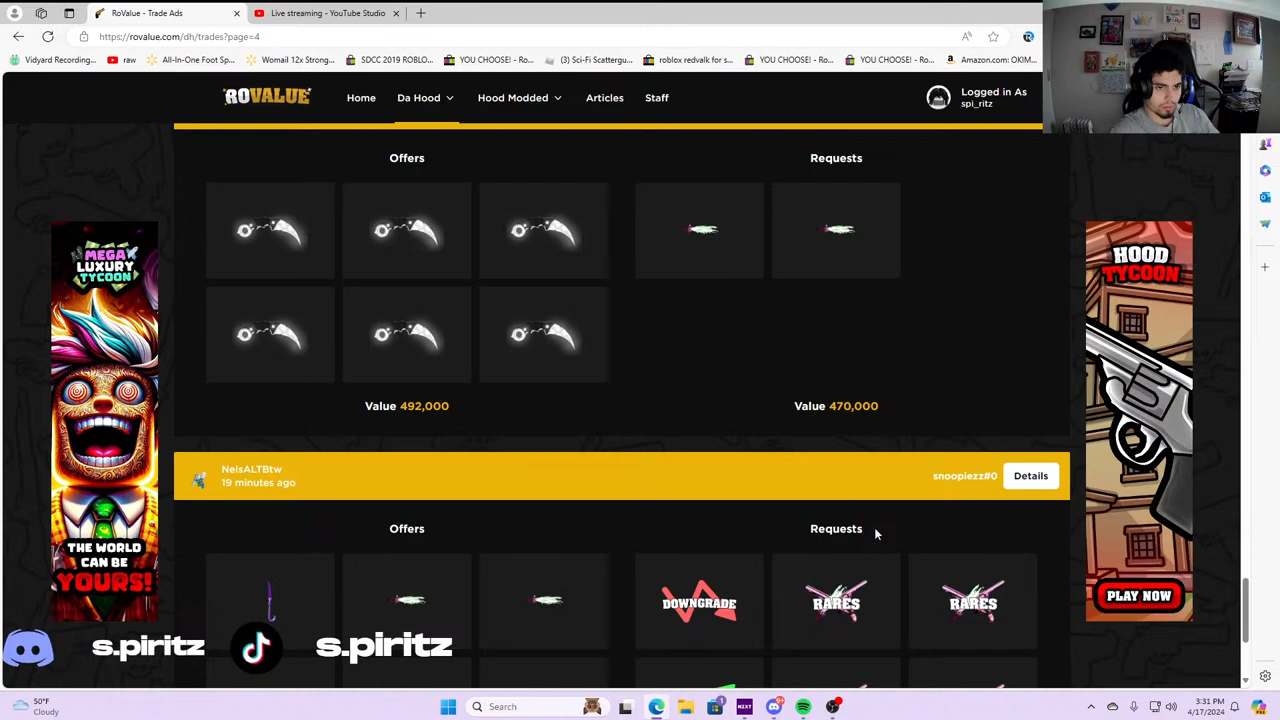 RoValue - Trade Ads
Live streaming - YouTube Studio
https://rovalue.com/dh/trades?page=4
Vidyard Recording...
raw
All-In-One Foot Sp...
Womail 12x Strong...
SDCC 2019 ROBLO...
YOU CHOOSE! - Ro...
(3) Sci-Fi Scattergu...
roblox redvalk for s...
YOU CHOOSE! - Ro...
YOU CHOOSE! - Ro...
Amazon.com: OKIM...
ROVALUE
Home
Da Hood
Hood Modded
Articles
Staff
Logged in As
spi_ritz
Offers
Requests
Value 492,000
Value 470,000
NelsALTBtw
19 minutes ago
snoopiezz#0
Details
Offers
Requests
DOWNGRADE
RARES
RARES
MEGA
LUXURY
TYCOON
THE WORLD
CAN BE
YOURS!
HOOD
TYCOON
PLAY NOW
s.piritz
s.piritz
50°F
Cloudy
Search
NZXT
3:31 PM
4/17/2024